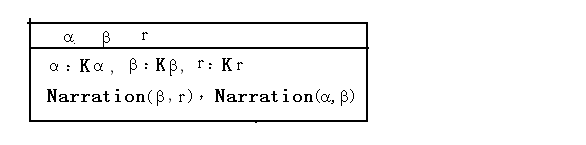 α β r
α：Kα, β：Kβ, r：Kr
Narration(β, r)，Narration(α,β)